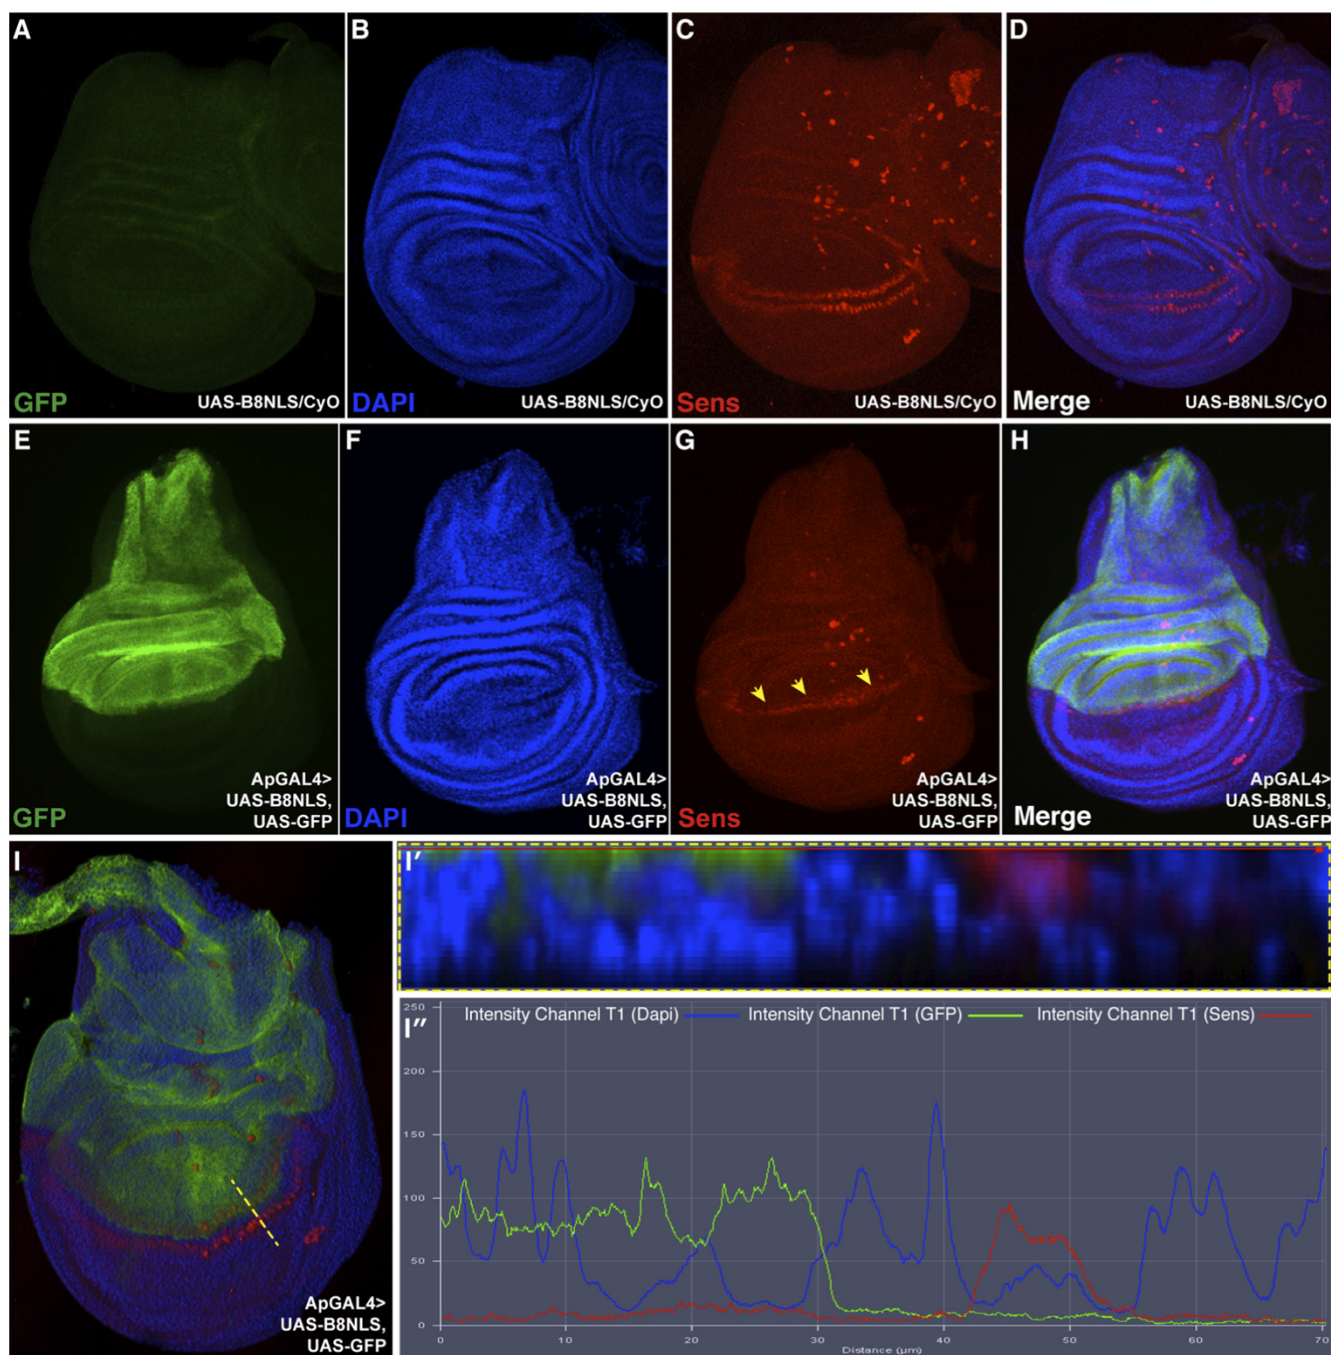 A
B
C
D
GFP
UAS-B8NLS/CyO
DAPI
UAS-B8NLS/CyO
Sens
UAS-B8NLS/CyO
Merge
UAS-B8NLS/CyO
E
F
G
H
ApGAL4>
UAS-B8NLS,
UAS-GFP
GFP
ApGAL4>
UAS-B8NLS,
UAS-GFP
DAPI
ApGAL4>
UAS-B8NLS,
UAS-GFP
Sens
ApGAL4>
UAS-B8NLS,
UAS-GFP
Merge
I
ApGAL4>
UAS-B8NLS,
UAS-GFP
I′
I″
Intensity Channel T1 (Dapi) Intensity Channel T1 (GFP) Intensity Channel T1 (Sens)
250
200
150
100
50
0
0 10 20 30 40 50 60 70
Distance (µm)